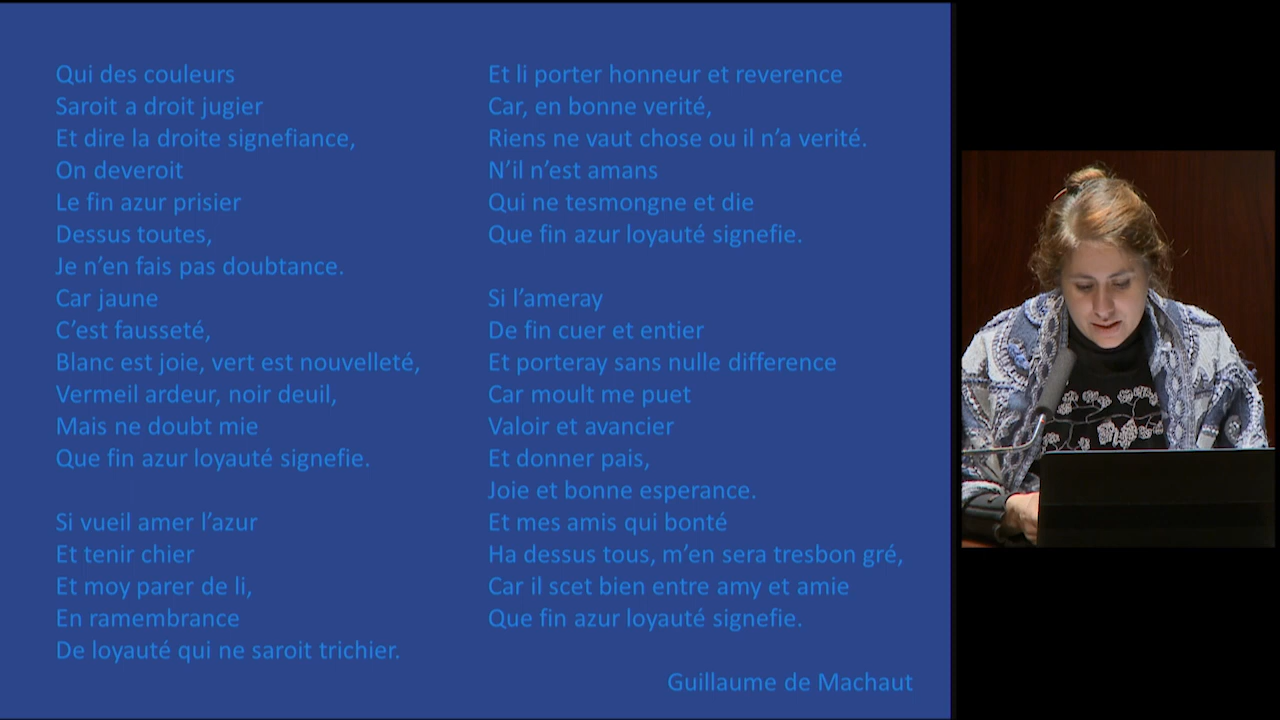 Qui des couleurs
Saroit a droit jugier
Et dire la droite signefiance,
On deveroit
Le fin azur prisier
Dessus toutes,
Je n’en fais pas doubtance.
Car jaune
C’est fausseté,
Blanc est joie, vert est nouvelleté,
Vermeil ardeur, noir deuil,
Mais ne doubt mie
Que fin azur loyauté signefie.
Si vueil amer l’azur
Et tenir chier
Et moy parer de li,
En ramembrance
De loyauté qui ne saroit trichier.
Et li porter honneur et reverence
Car, en bonne verité,
Riens ne vaut chose ou il n’a verité.
N’il n’est amans
Qui ne tesmongne et die
Que fin azur loyauté signefie.
Si l’ameray
De fin cuer et entier
Et porteray sans nulle difference
Car moult me puet
Valoir et avancier
Et donner pais,
Joie et bonne esperance.
Et mes amis qui bonté
Ha dessus tous, m’en sera tresbon gré,
Car il scet bien entre amy et amie
Que fin azur loyauté signefie.
Guillaume de Machaut